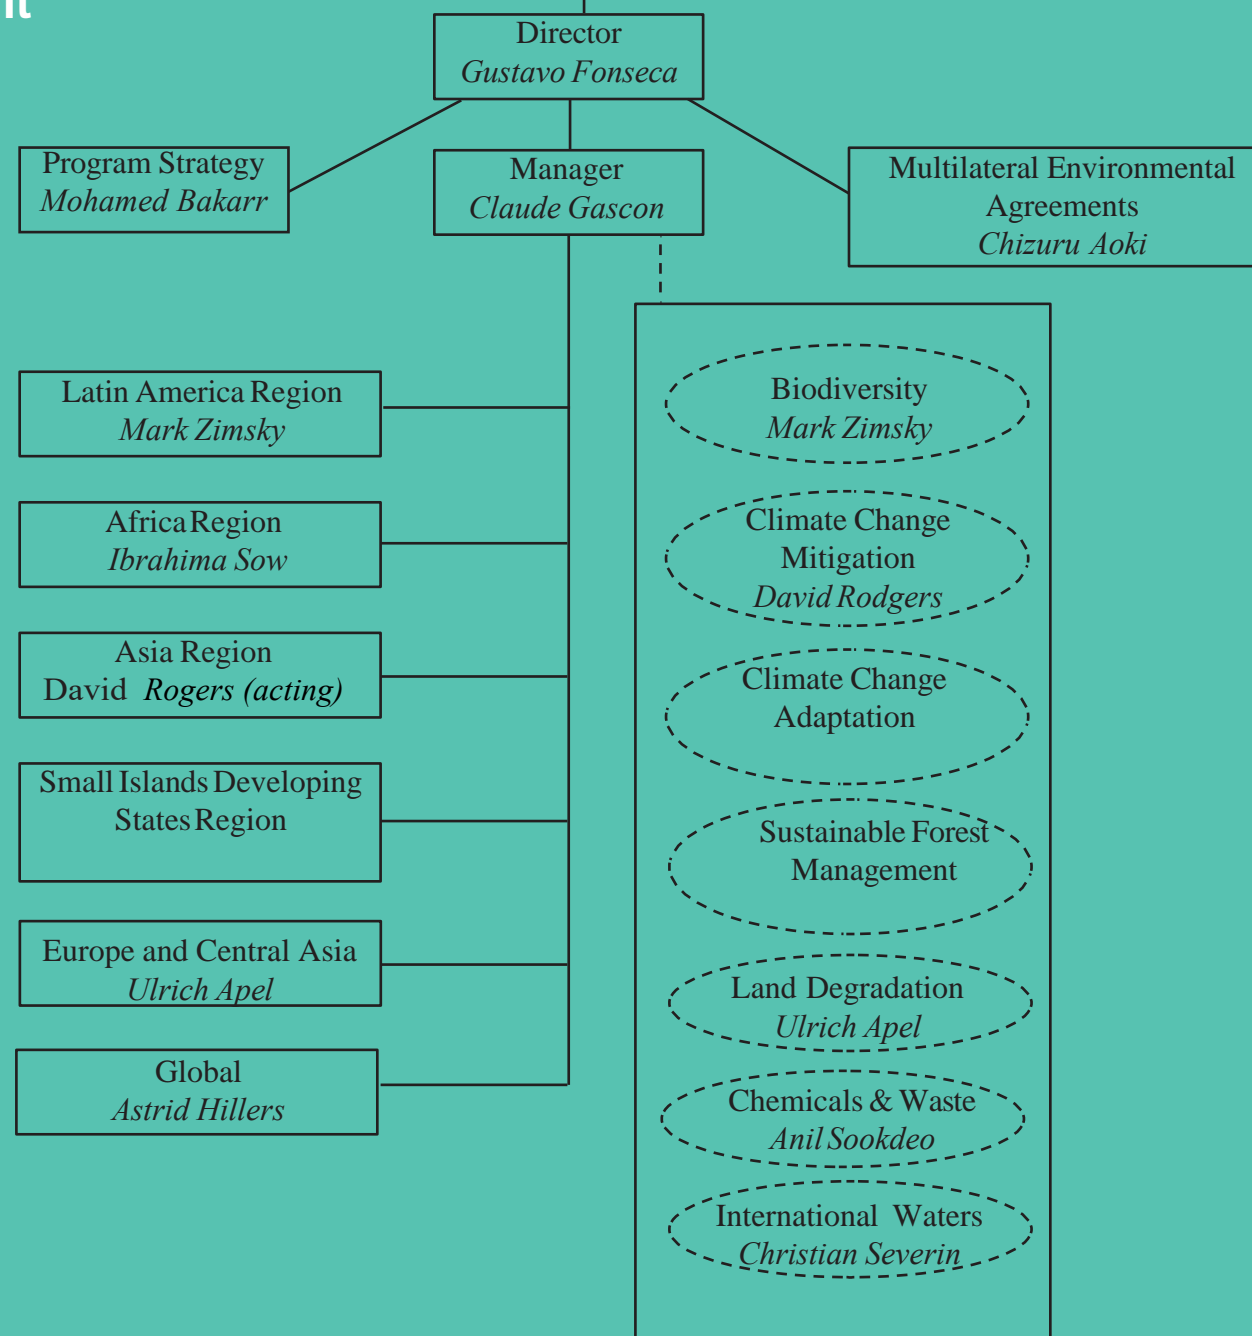 it
Director
Gustavo Fonseca
Program Strategy
Mohamed Bakarr
Manager
Claude Gascon
Multilateral Environmental
Agreements
Chizuru Aoki
Latin America Region
Mark Zimsky
Africa Region
Ibrahima Sow
Asia Region
David Rogers (acting)
Small Islands Developing
States Region
Europe and Central Asia
Ulrich Apel
Global
Astrid Hillers
Biodiversity
Mark Zimsky
Climate Change
Mitigation
David Rodgers
Climate Change
Adaptation
Sustainable Forest
Management
Land Degradation
Ulrich Apel
Chemicals & Waste
Anil Sookdeo
International Waters
Christian Severin